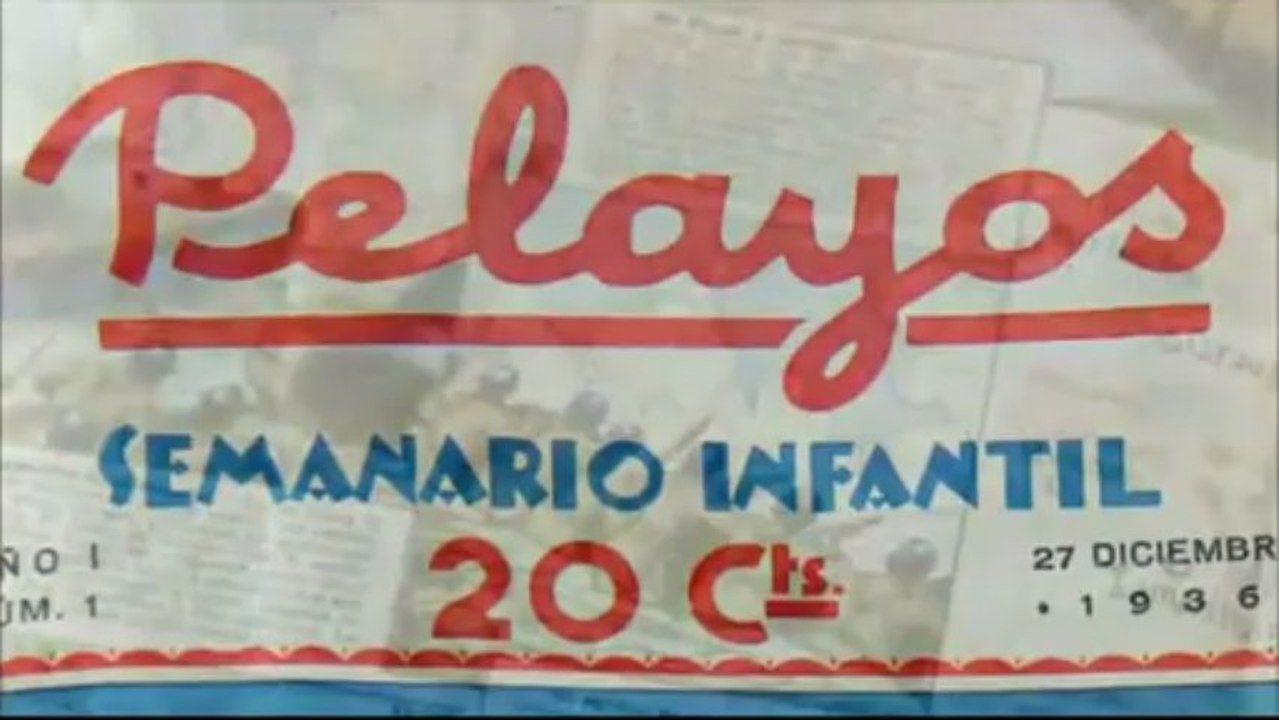 Pelayos
SEMANARIO INFANTIL
20 Cts.
ÑO I
ÚM. 1
27 DICIEMBR
• 1936